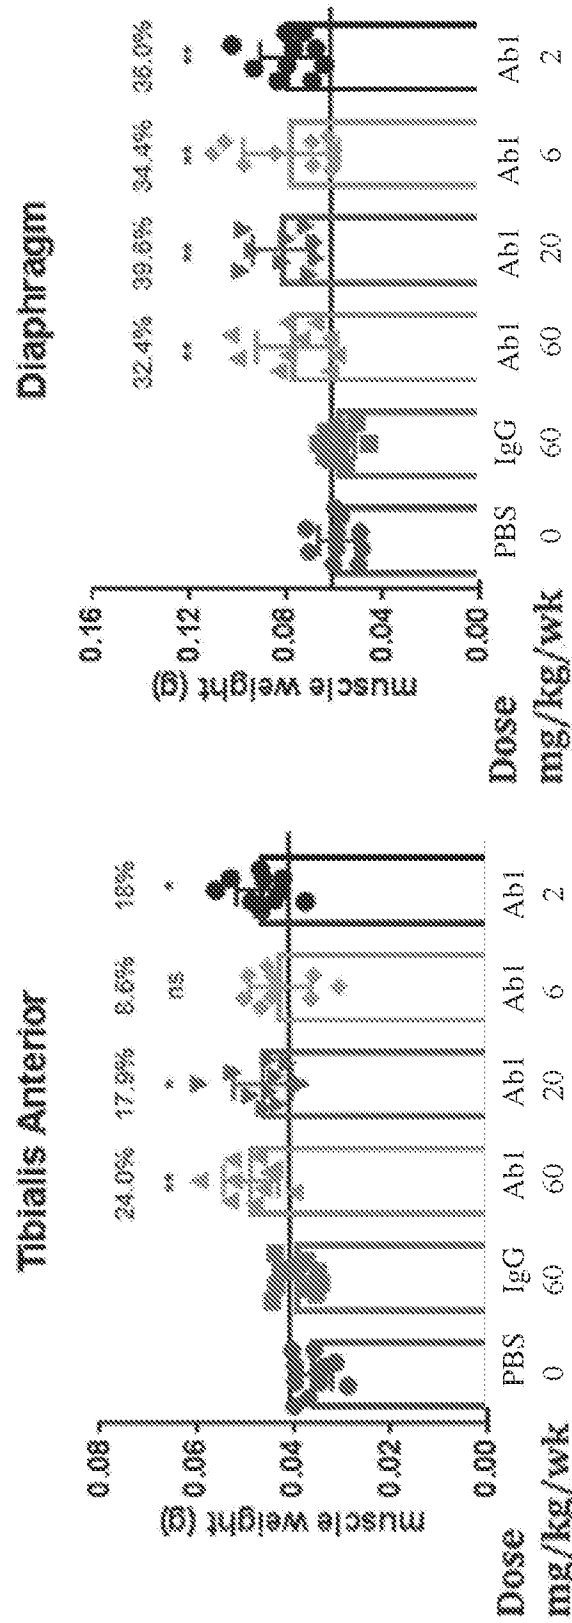 Tibialis Anterior
24.0% 17.9% 8.6% 18%
** * ns *
0.08
0.06
0.04
0.02
0.00
muscle weight (g)
PBS IgG Ab1 Ab1 Ab1 Ab1
Dose
mg/kg/wk 0 60 60 20 6 2
Diaphragm
32.4% 39.8% 34.4% 36.0%
** ** ** **
0.16
0.12
0.08
0.04
0.00
muscle weight (g)
PBS IgG Ab1 Ab1 Ab1 Ab1
Dose
mg/kg/wk 0 60 60 20 6 2